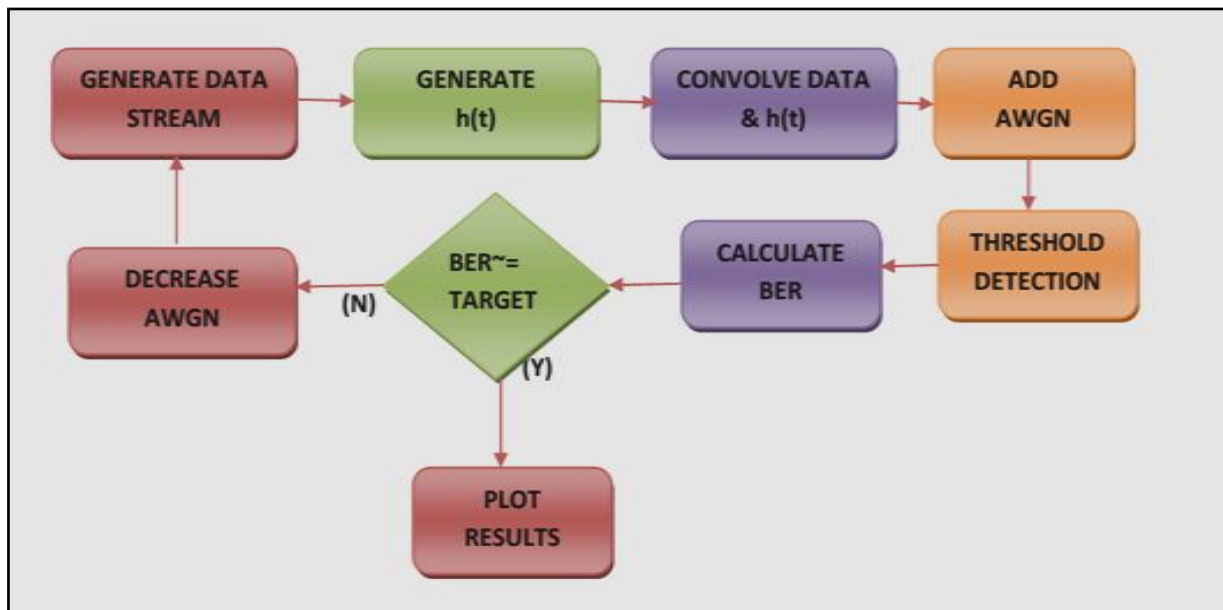 GENERATE DATA
STREAM
GENERATE
h(t)
CONVOLVE DATA
& h(t)
ADD
AWGN
THRESHOLD
DETECTION
CALCULATE
BER
BER~=
TARGET
(N)
DECREASE
AWGN
(Y)
PLOT
RESULTS